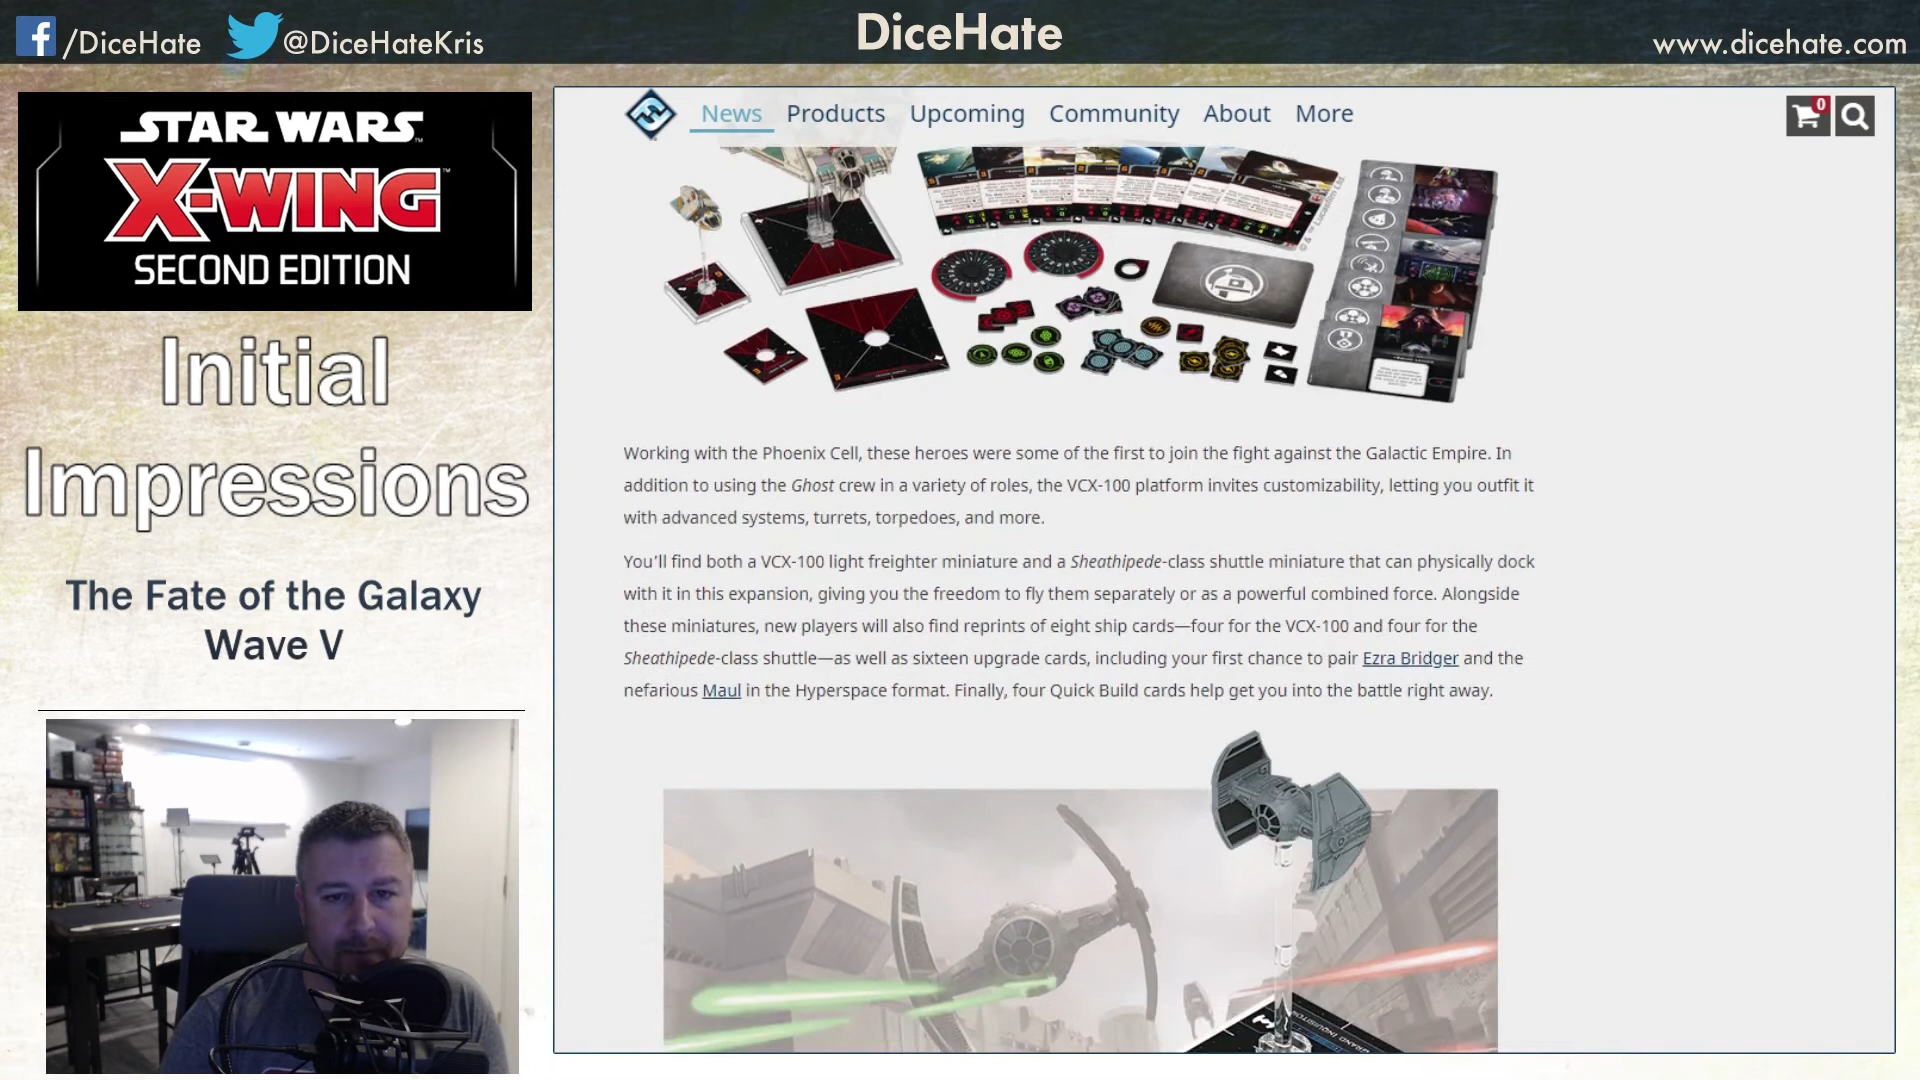 /DiceHate
@DiceHateKris
DiceHate
www.dicehate.com
STAR WARS
X-WING
SECOND EDITION
Initial
Impressions
The Fate of the Galaxy
Wave V
News Products Upcoming Community About More
0
Working with the Phoenix Cell, these heroes were some of the first to join the fight against the Galactic Empire. In
addition to using the Ghost crew in a variety of roles, the VCX-100 platform invites customizability, letting you outfit it
with advanced systems, turrets, torpedoes, and more.
You'll find both a VCX-100 light freighter miniature and a Sheathipede-class shuttle miniature that can physically dock
with it in this expansion, giving you the freedom to fly them separately or as a powerful combined force. Alongside
these miniatures, new players will also find reprints of eight ship cards—four for the VCX-100 and four for the
Sheathipede-class shuttle—as well as sixteen upgrade cards, including your first chance to pair Ezra Bridger and the
nefarious Maul in the Hyperspace format. Finally, four Quick Build cards help get you into the battle right away.
GRAND INQUISITOR